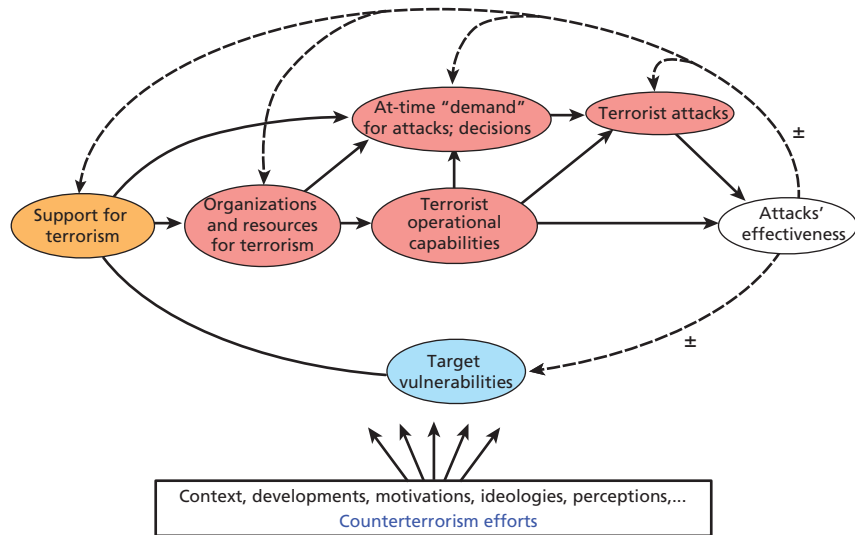 At-time “demand”
for attacks; decisions
Terrorist attacks
±
Support for
terrorism
Organizations
and resources
for terrorism
Terrorist
operational
capabilities
Attacks’
effectiveness
±
Target
vulnerabilities
Context, developments, motivations, ideologies, perceptions,...
Counterterrorism efforts